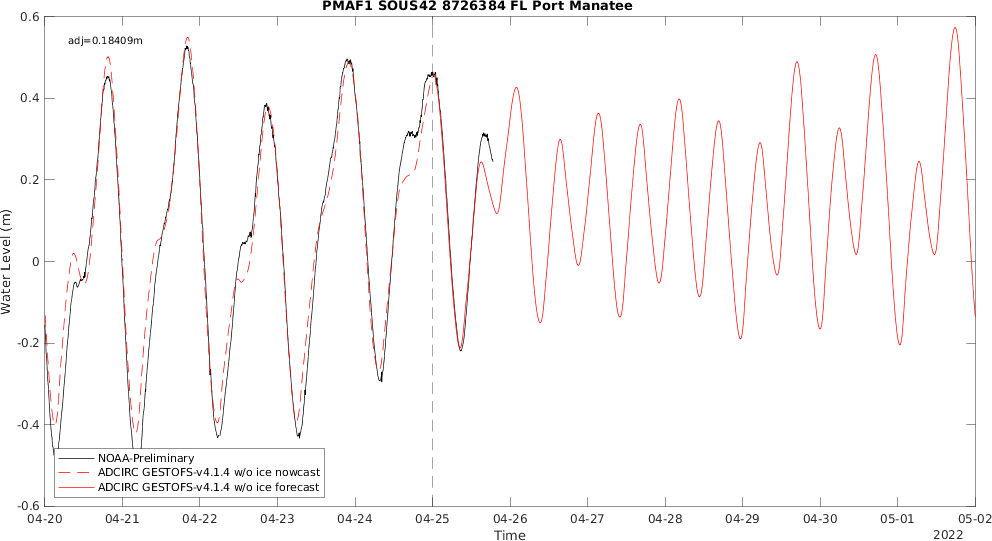 PMAF1 SOUS42 8726384 FL Port Manatee
adj=0.18409m
0.6
0.4
0.2
0
-0.2
-0.4
-0.6
Water Level (m)
NOAA-Preliminary
ADCIRC GESTOFS-v4.1.4 w/o ice nowcast
ADCIRC GESTOFS-v4.1.4 w/o ice forecast
04-20 04-21 04-22 04-23 04-24 04-25 04-26 04-27 04-28 04-29 04-30 05-01 05-02
Time
2022